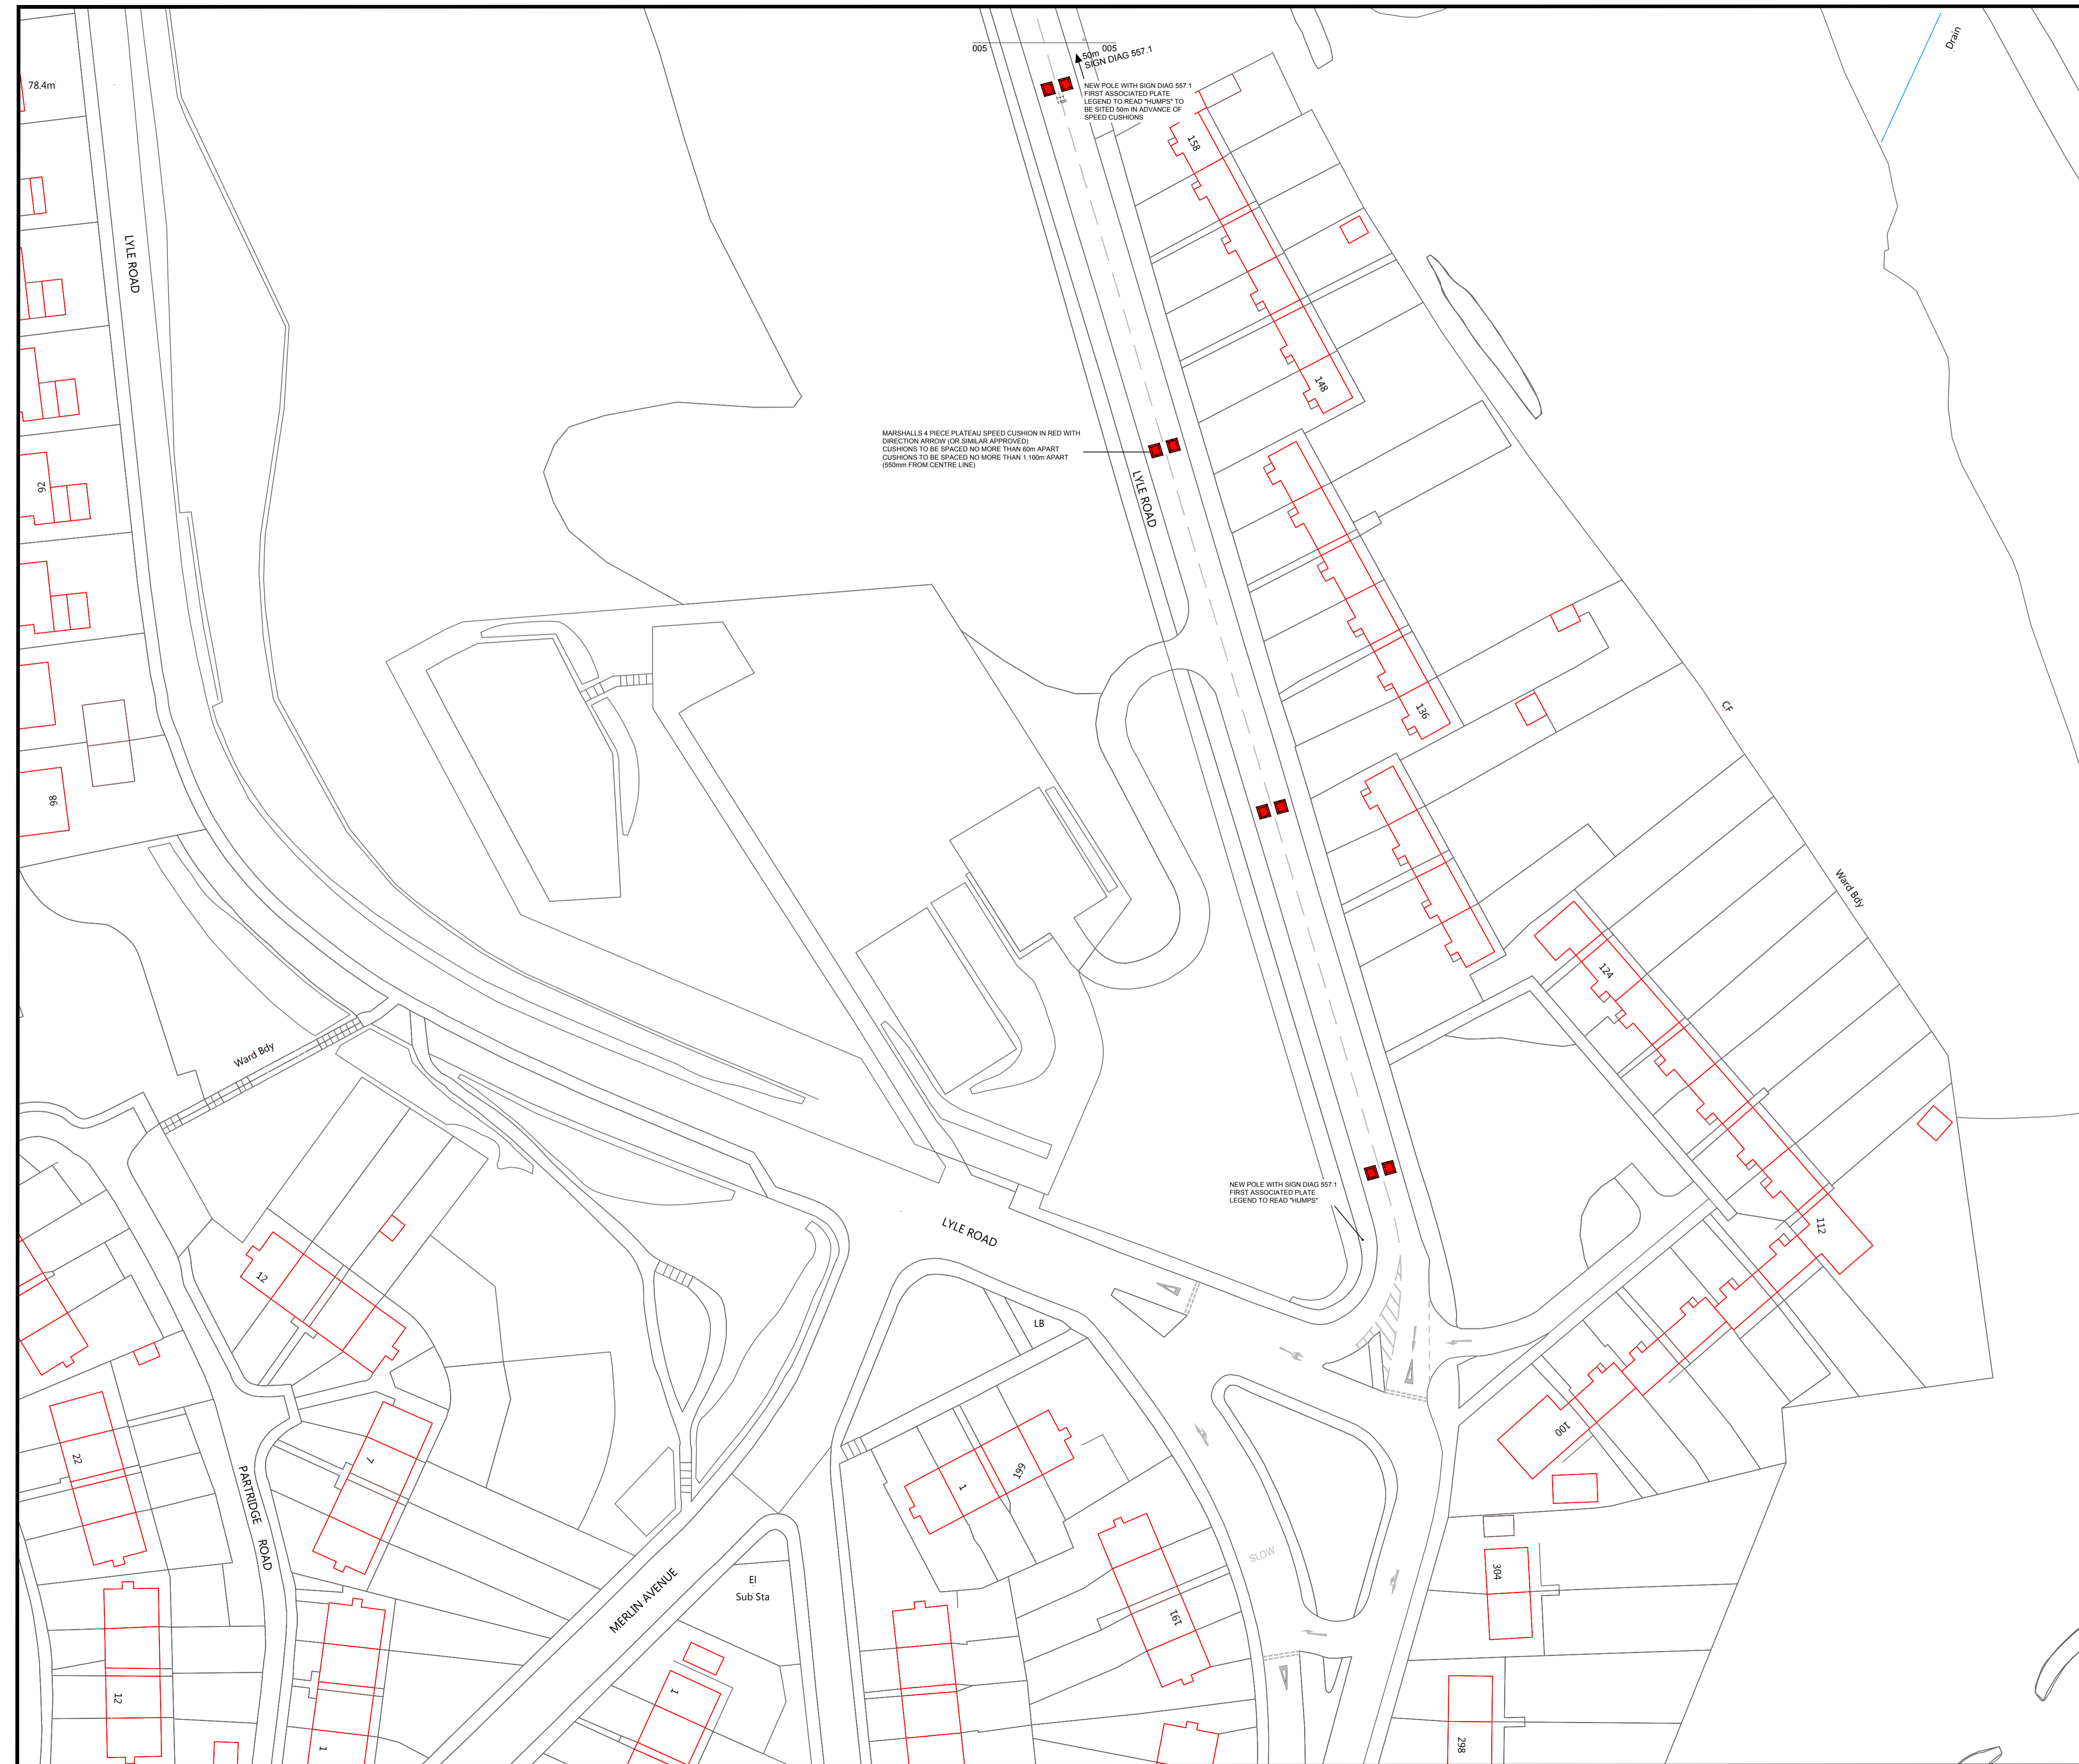 78.4m
LYLE ROAD
92
86
Ward Bdy
005
005
50m
SIGN DIAG 557.1
NEW POLE WITH SIGN DIAG 557.1
FIRST ASSOCIATED PLATE
LEGEND TO READ "HUMPS" TO
BE SITED 50m IN ADVANCE OF
SPEED CUSHIONS
158
148
MARSHALLS 4 PIECE PLATEAU SPEED CUSHION IN RED WITH
DIRECTION ARROW (OR SIMILAR APPROVED)
CUSHIONS TO BE SPACED NO MORE THAN 60m APART
CUSHIONS TO BE SPACED NO MORE THAN 1.100m APART
(550mm FROM CENTRE LINE)
LYLE ROAD
136
Drain
CF
Ward Bdy
124
112
100
NEW POLE WITH SIGN DIAG 557.1
FIRST ASSOCIATED PLATE
LEGEND TO READ "HUMPS"
LYLE ROAD
LB
12
22
7
PARTRIDGE ROAD
12
1
MERLIN AVENUE
El
Sub Sta
1
1
199
191
SLOW
304
298